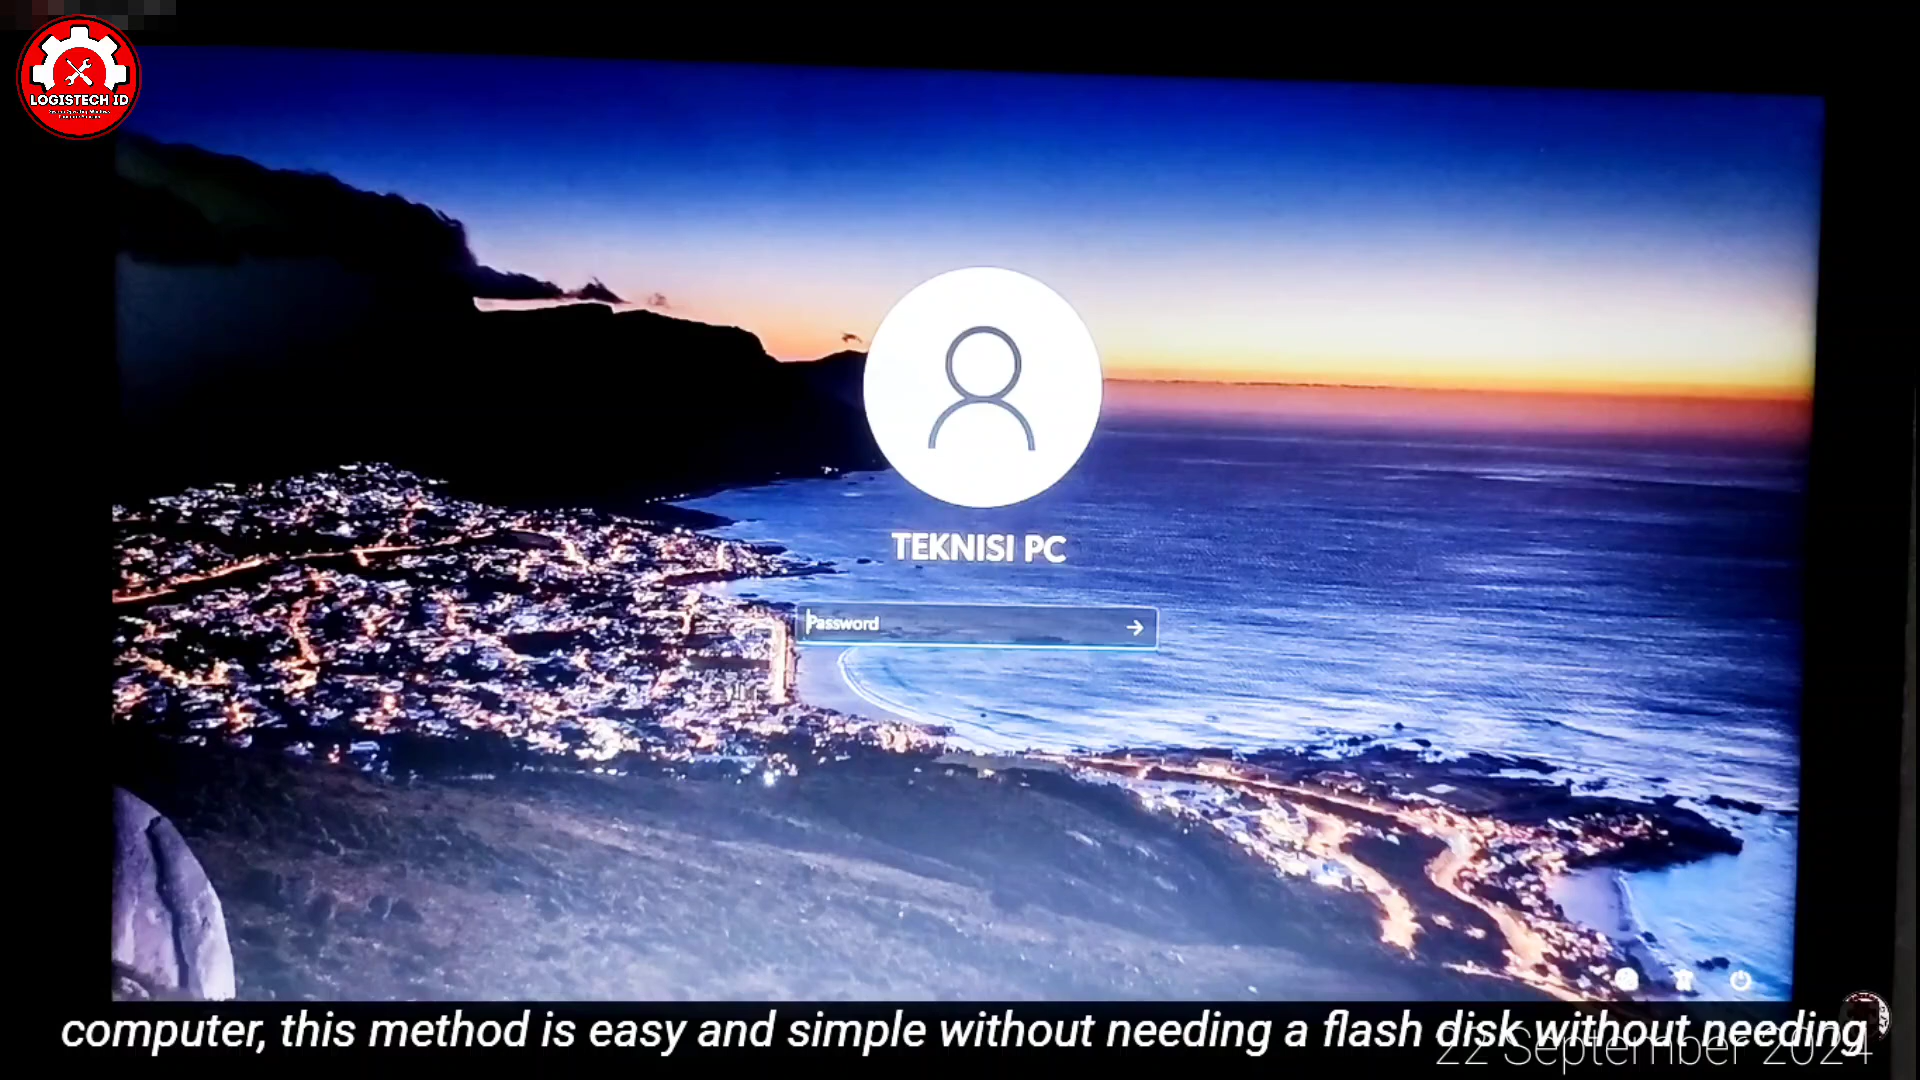 LOGISTECH ID
TEKNISI PC
Password
computer, this method is easy and simple without needing a flash disk without needing
22 September 2024